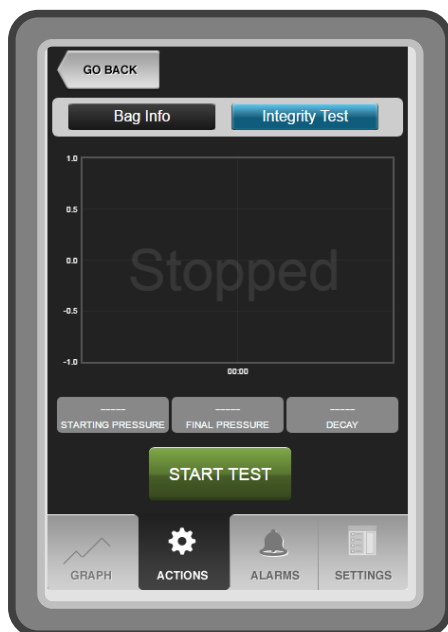 GO BACK
Bag Info Integrity Test
1.0
0.5
0.0
-0.5
-1.0
Stopped
00:00
----- ----- -----
STARTING PRESSURE FINAL PRESSURE DECAY
START TEST
GRAPH ACTIONS ALARMS SETTINGS